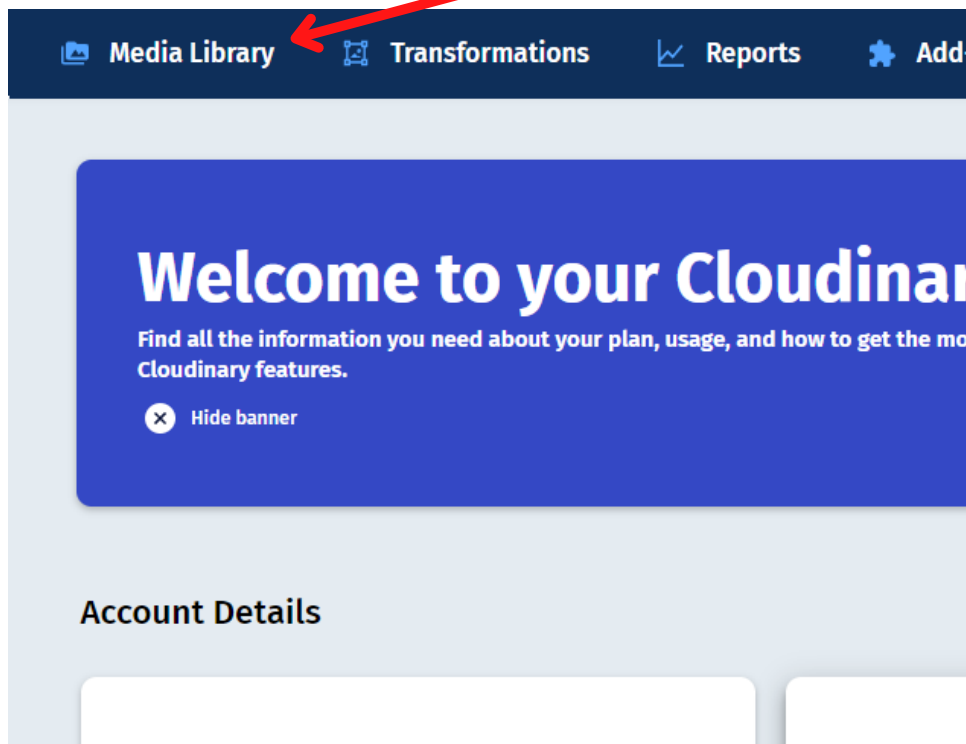 Media Library Transformations Reports Add-
Welcome to your Cloudinar
Find all the information you need about your plan, usage, and how to get the mo
Cloudinary features.
Hide banner
Account Details